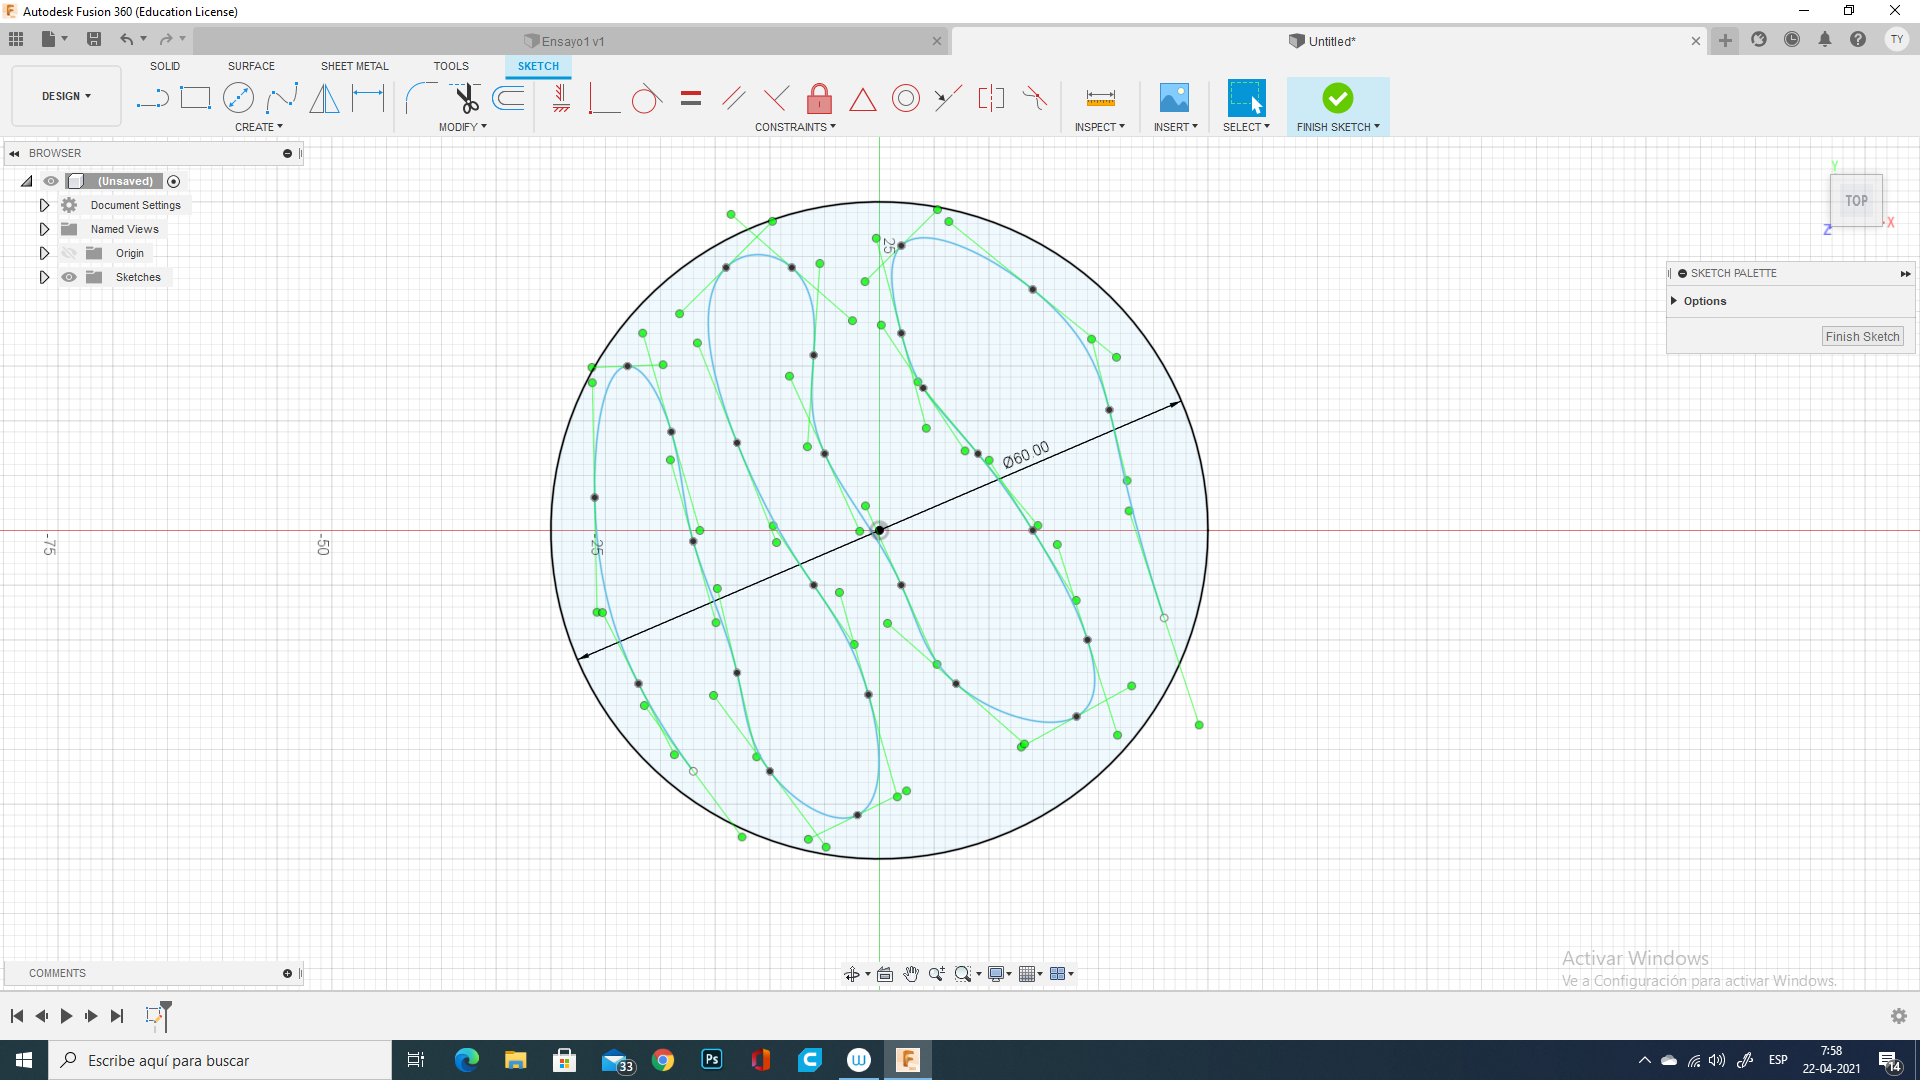 Autodesk Fusion 360 (Education License)
Ensayo1 v1
Untitled*
TY
DESIGN
SOLID
SURFACE
SHEET METAL
TOOLS
SKETCH
CREATE
MODIFY
CONSTRAINTS
INSPECT
INSERT
SELECT
FINISH SKETCH
BROWSER
(Unsaved)
Document Settings
Named Views
Origin
Sketches
Y
TOP
X
Z
SKETCH PALETTE
Options
Finish Sketch
25
Ø60.00
-75
-50
-25
COMMENTS
Activar Windows
Ve a Configuración para activar Windows.
Escribe aquí para buscar
33
Ps
ESP
7:58
22-04-2021
14